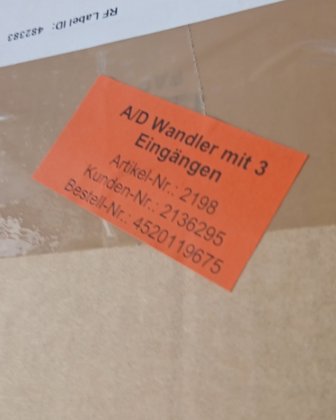 RF Label ID: 482383
A/D Wandler mit 3
Eingängen
Artikel-Nr.: 2198
Kunden-Nr.: 2136295
Bestell-Nr.: 4520119675